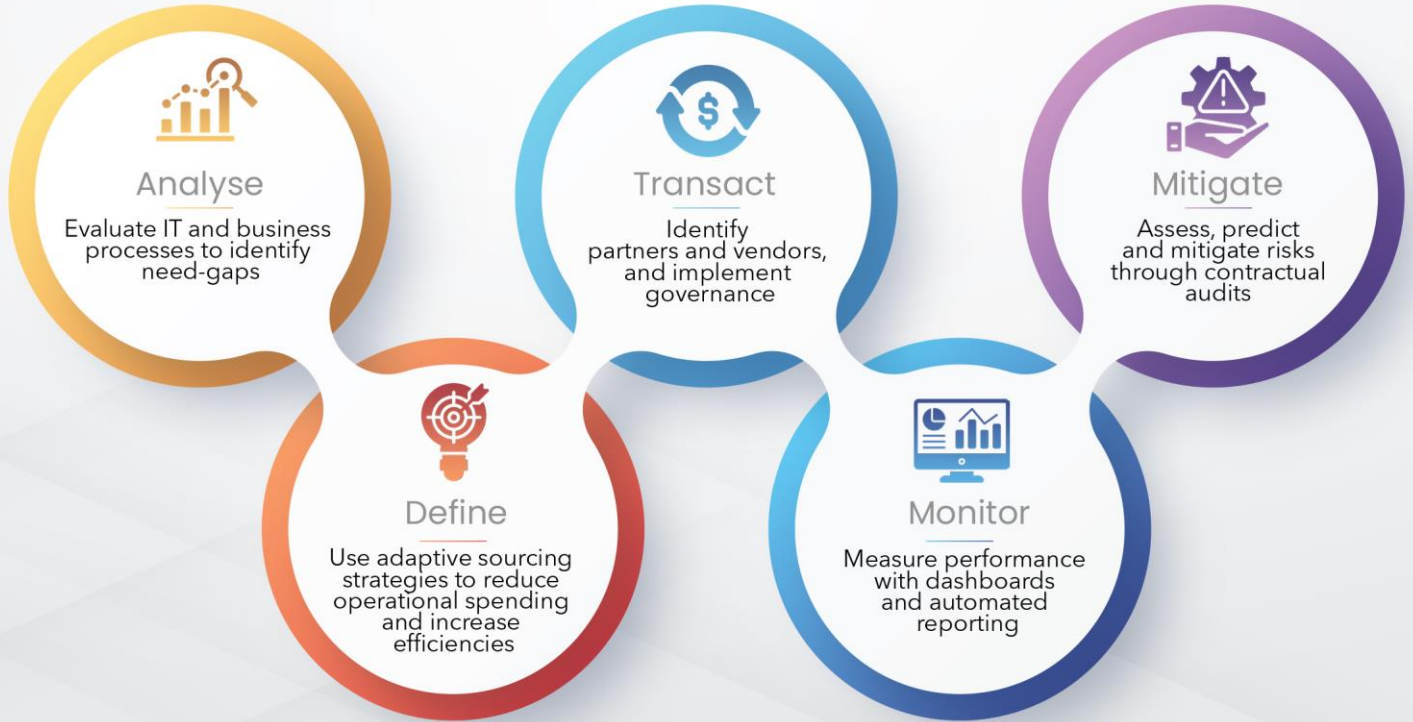 Analyse
Evaluate IT and business
processes to identify
need-gaps
Define
Use adaptive sourcing
strategies to reduce
operational spending
and increase
efficiencies
Transact
Identify
partners and vendors,
and implement
governance
Monitor
Measure performance
with dashboards
and automated
reporting
Mitigate
Assess, predict
and mitigate risks
through contractual
audits